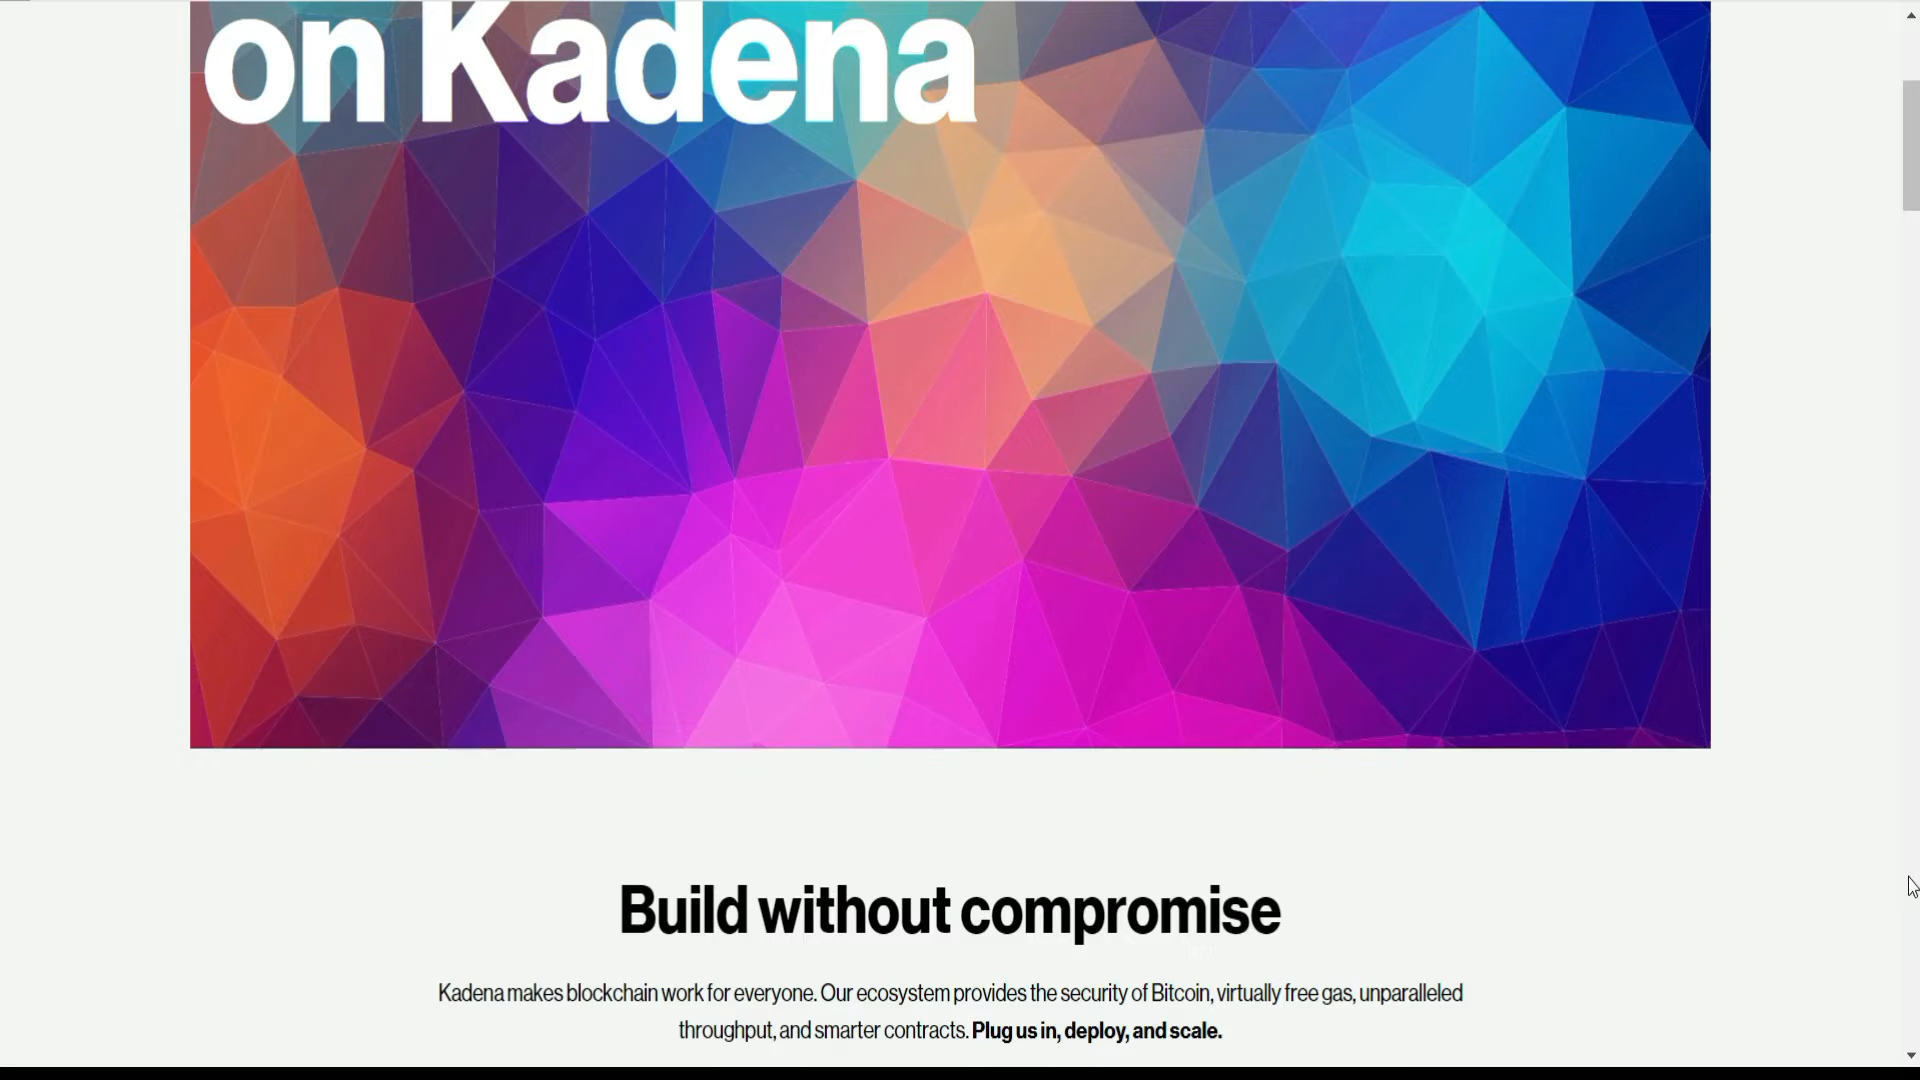 on Kadena
Build without compromise
Kadena makes blockchain work for everyone. Our ecosystem provides the security of Bitcoin, virtually free gas, unparalleled
throughput, and smarter contracts. Plug us in, deploy, and scale.